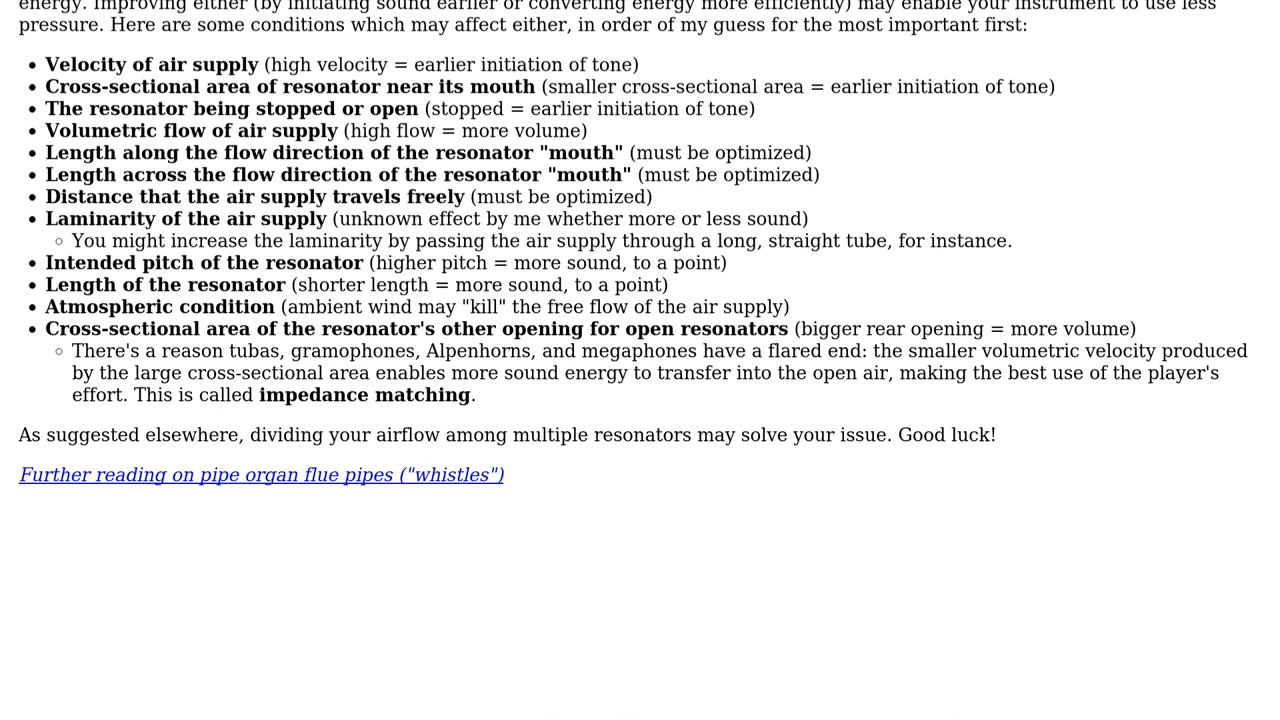 energy. Improving either (by initiating sound earlier or converting energy more efficiently) may enable your instrument to use less
pressure. Here are some conditions which may affect either, in order of my guess for the most important first:
• Velocity of air supply (high velocity = earlier initiation of tone)
• Cross-sectional area of resonator near its mouth (smaller cross-sectional area = earlier initiation of tone)
• The resonator being stopped or open (stopped = earlier initiation of tone)
• Volumetric flow of air supply (high flow = more volume)
• Length along the flow direction of the resonator "mouth" (must be optimized)
• Length across the flow direction of the resonator "mouth" (must be optimized)
• Distance that the air supply travels freely (must be optimized)
• Laminarity of the air supply (unknown effect by me whether more or less sound)
◦ You might increase the laminarity by passing the air supply through a long, straight tube, for instance.
• Intended pitch of the resonator (higher pitch = more sound, to a point)
• Length of the resonator (shorter length = more sound, to a point)
• Atmospheric condition (ambient wind may "kill" the free flow of the air supply)
• Cross-sectional area of the resonator's other opening for open resonators (bigger rear opening = more volume)
◦ There's a reason tubas, gramophones, Alpenhorns, and megaphones have a flared end: the smaller volumetric velocity produced
by the large cross-sectional area enables more sound energy to transfer into the open air, making the best use of the player's
effort. This is called impedance matching.
As suggested elsewhere, dividing your airflow among multiple resonators may solve your issue. Good luck!
Further reading on pipe organ flue pipes ("whistles")